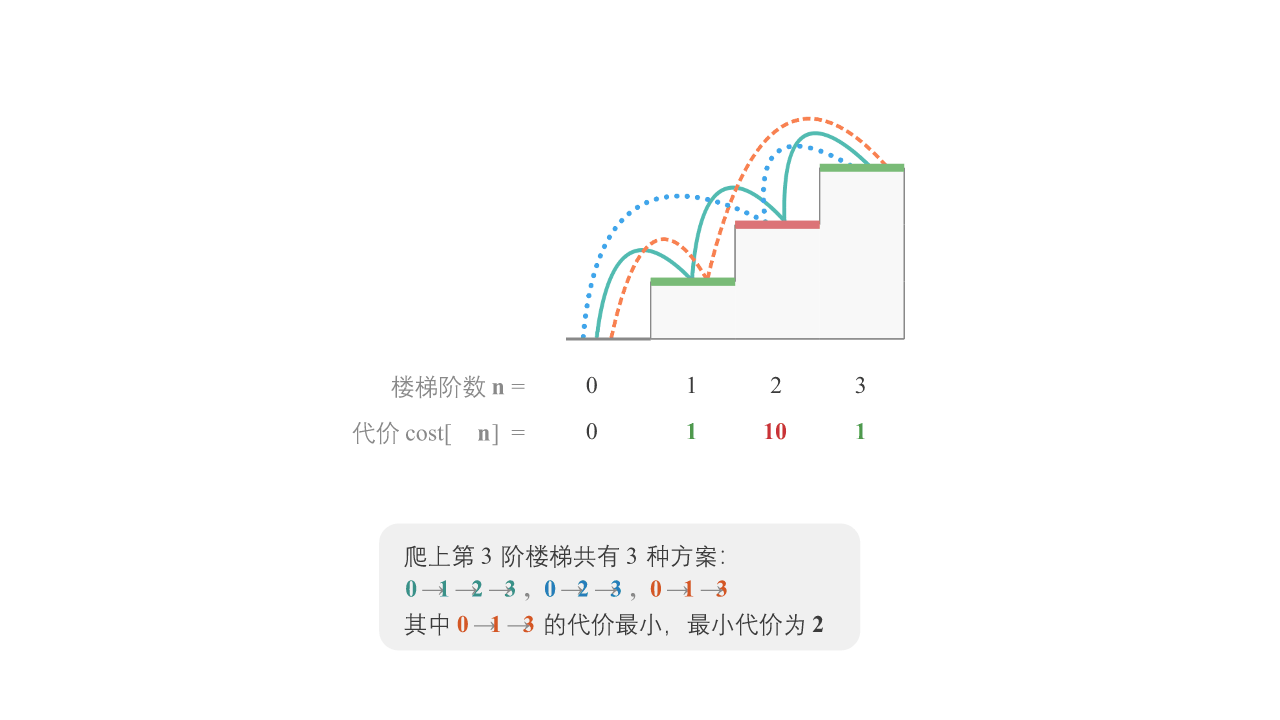 楼梯阶数 n = 0 1 2 3
代价 cost[ n] = 0 1 10 1
爬上第 3 阶楼梯共有 3 种方案：
0→1→2→3 , 0→2→3 , 0→1→3
其中 0→1→3 的代价最小，最小代价为 2